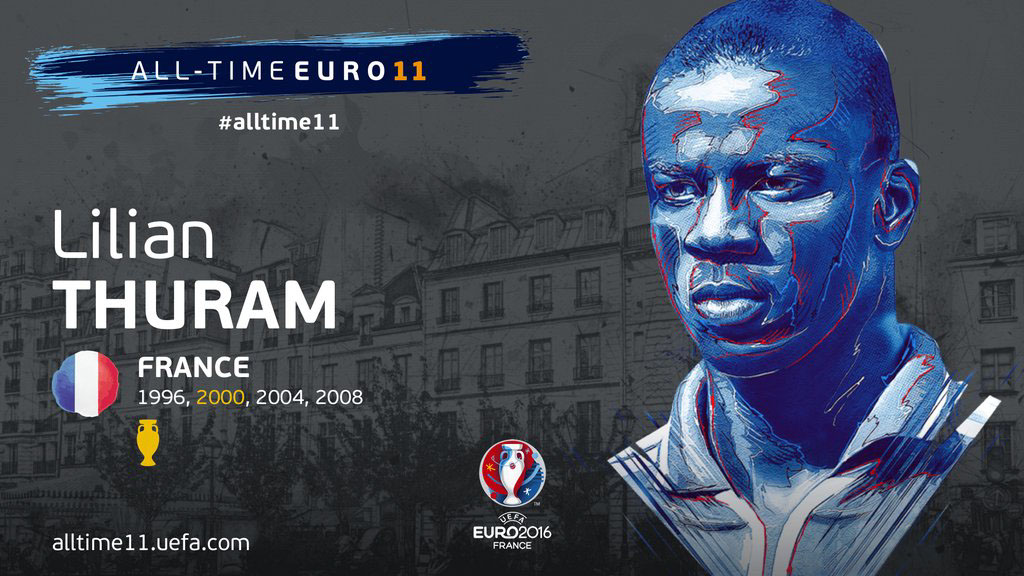 ALL-TIME EURO 11
#alltime11
Lilian
THURAM
FRANCE
1996, 2000, 2004, 2008
UEFA
EURO2016
FRANCE
alltime11.uefa.com